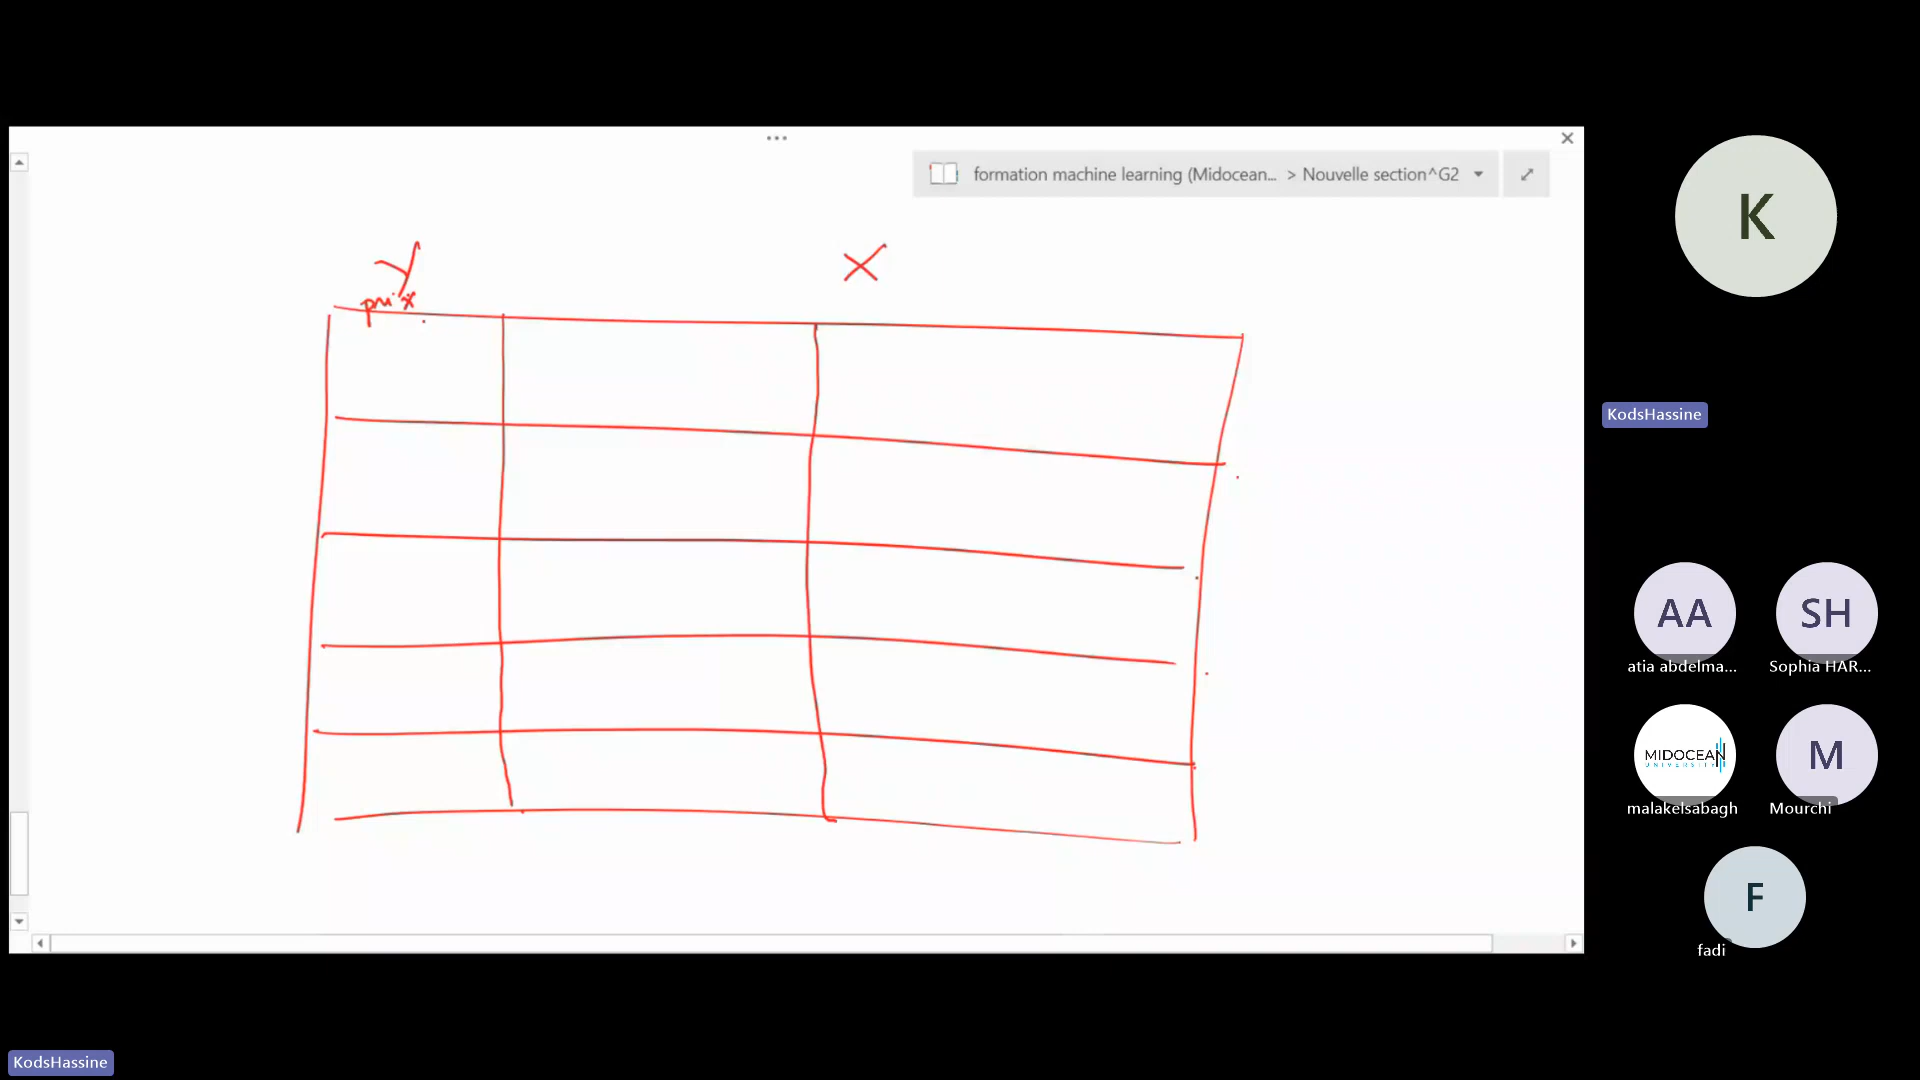 formation machine learning (Midocean... > Nouvelle section^G2
y
X
prix
K
KodsHassine
AA
SH
atia abdelma...
Sophia HAR...
MIDOCEAN
UNIVERSITY
M
malakelsabagh
Mourchi
F
fadi
KodsHassine